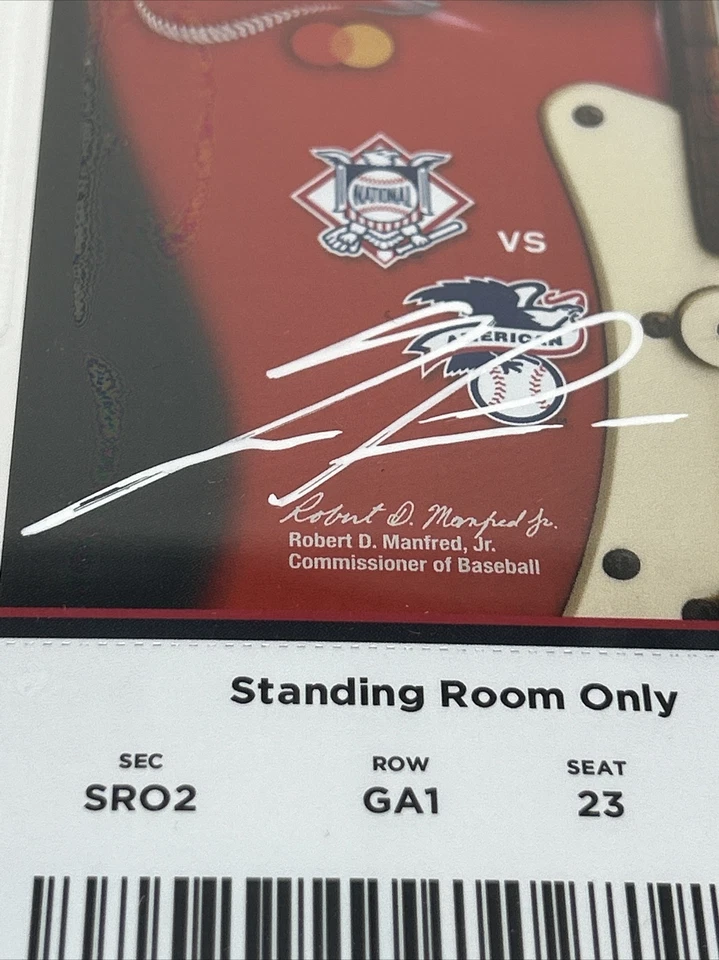 NATIONAL
VS
AMERICAN
Robert D. Manfred Jr.
Robert D. Manfred, Jr.
Commissioner of Baseball
Standing Room Only
SEC ROW SEAT
SRO2 GA1 23